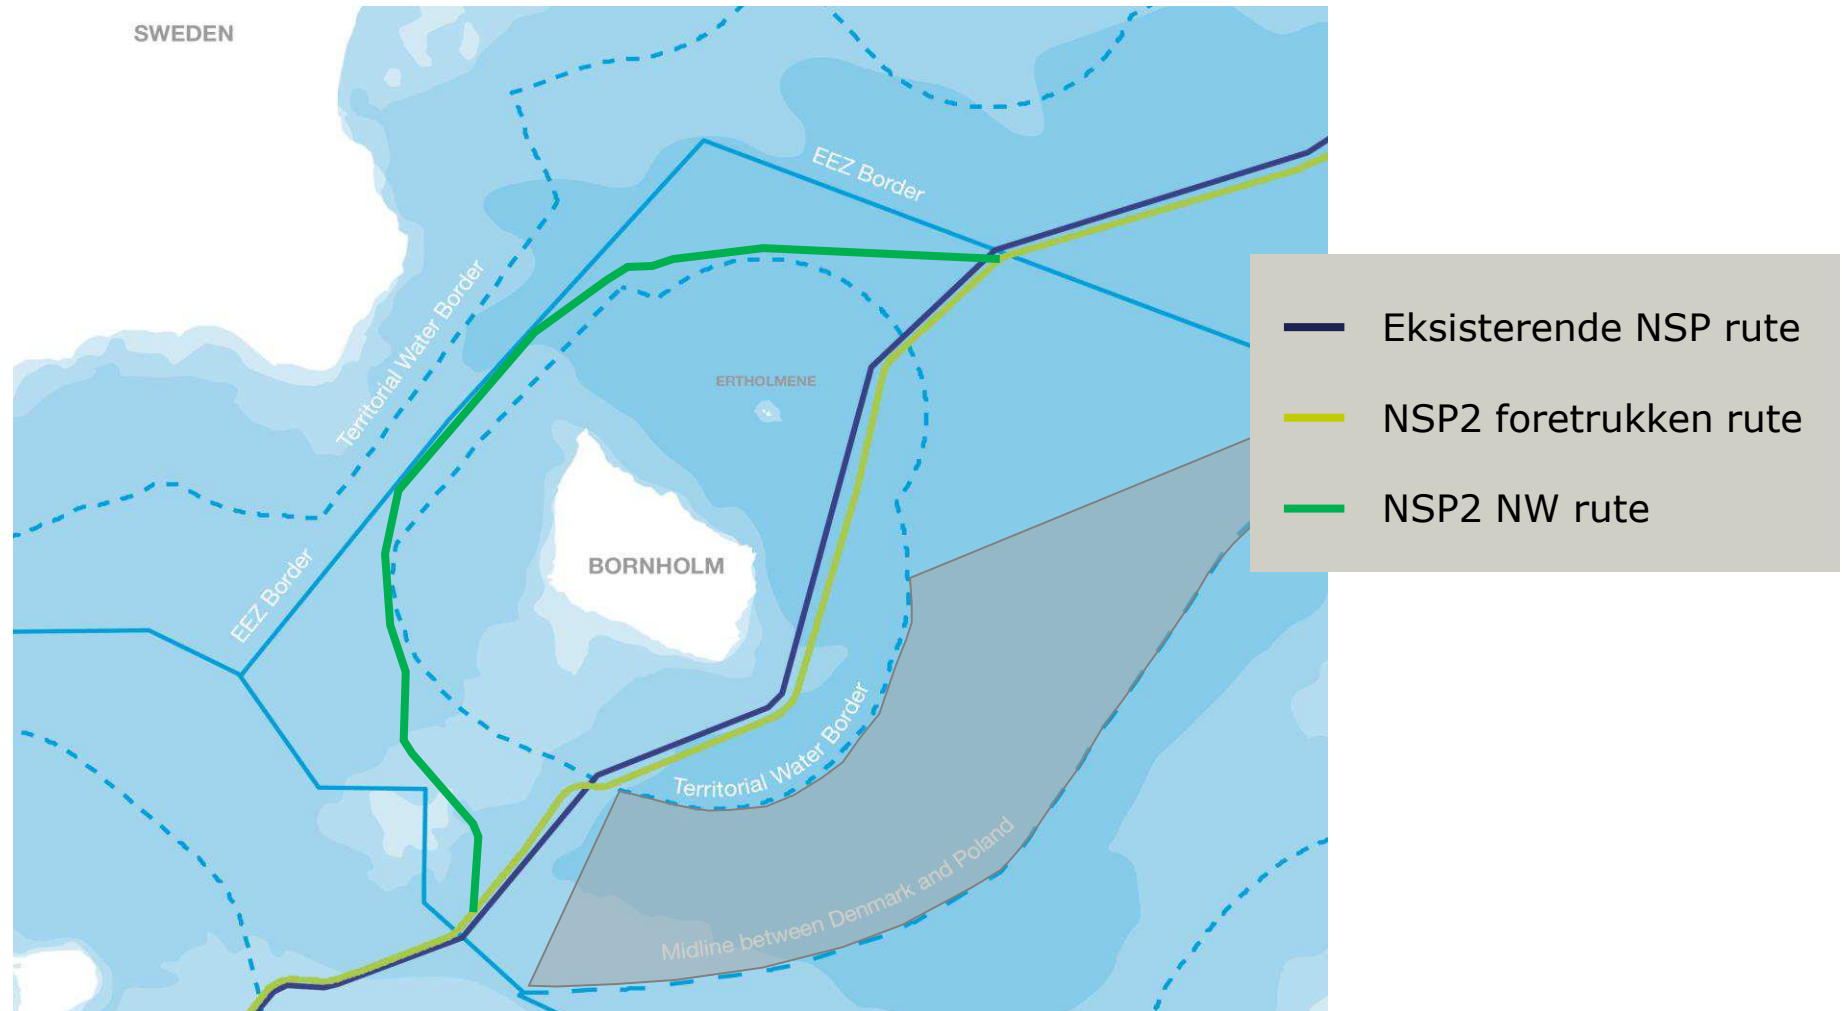 SWEDEN
EEZ Border
Territorial Water Border
ERTHOLMENE
BORNHOLM
EEZ Border
Territorial Water Border
Midline between Denmark and Poland
Eksisterende NSP rute
NSP2 foretrukken rute
NSP2 NW rute